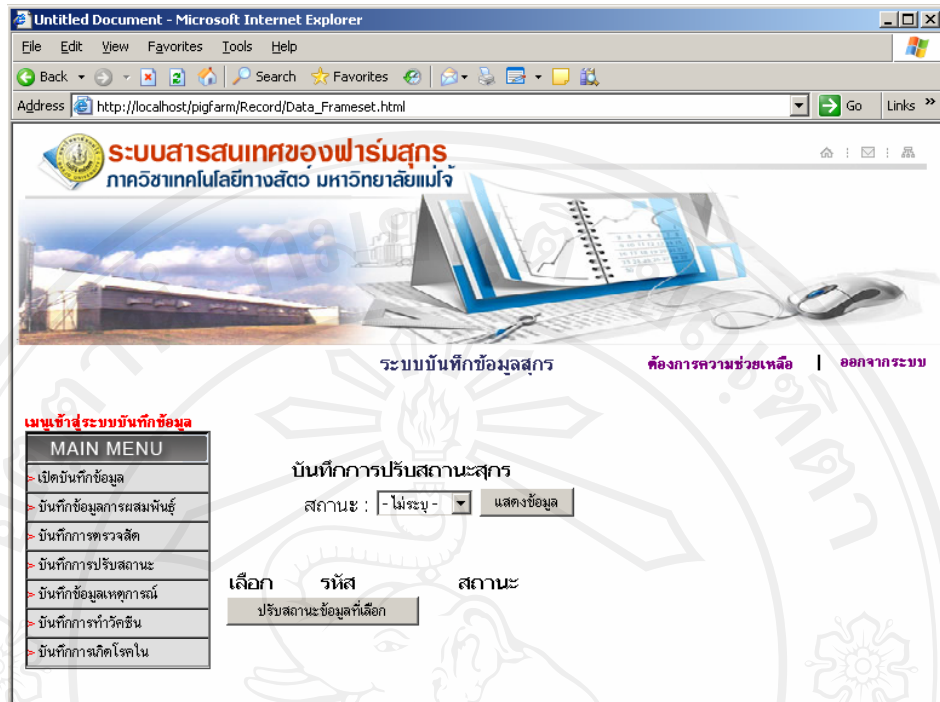 Untitled Document - Microsoft Internet Explorer
File Edit View Favorites Tools Help
Back Search Favorites
Address http://localhost/pigfarm/Record/Data_Frameset.html Go Links »
ระบบสารสนเทศของฟาร์มสุกร
ภาควิชาเทคโนโลยีทางสัตว์ มหาวิทยาลัยแม่โจ้
ระบบบันทึกข้อมูลสุกร ต้องการความช่วยเหลือ | ออกจากระบบ
เมนูเข้าสู่ระบบบันทึกข้อมูล
MAIN MENU
> เปิดบันทึกข้อมูล
> บันทึกข้อมูลการผสมพันธุ์
> บันทึกการตรวจสัด
> บันทึกการปรับสถานะ
> บันทึกข้อมูลเหตุการณ์
> บันทึกการทำวัคซีน
> บันทึกการเกิดโรคใน
บันทึกการปรับสถานะสุกร
สถานะ : - ไม่ระบุ - แสดงข้อมูล
เลือก รหัส สถานะ
ปรับสถานะข้อมูลที่เลือก